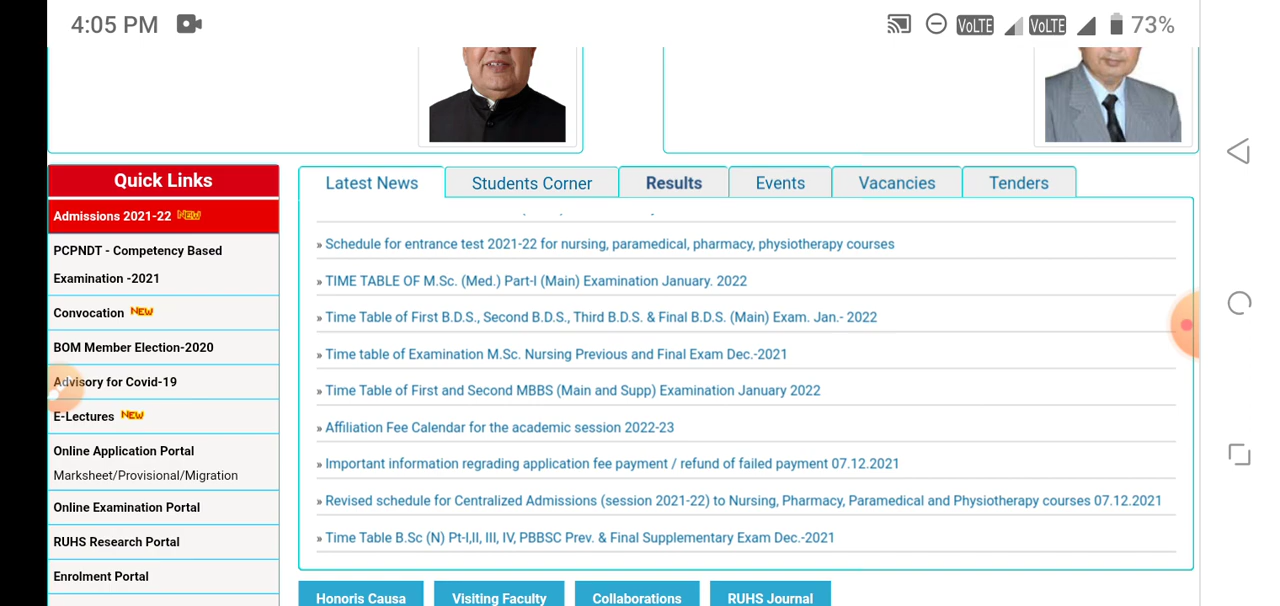 4:05 PM
VoLTE VoLTE 73%
Quick Links
Admissions 2021-22 NEW
PCPNDT - Competency Based
Examination -2021
Convocation NEW
BOM Member Election-2020
Advisory for Covid-19
E-Lectures NEW
Online Application Portal
Marksheet/Provisional/Migration
Online Examination Portal
RUHS Research Portal
Enrolment Portal
Latest News Students Corner Results Events Vacancies Tenders
» Schedule for entrance test 2021-22 for nursing, paramedical, pharmacy, physiotherapy courses
» TIME TABLE OF M.Sc. (Med.) Part-I (Main) Examination January. 2022
» Time Table of First B.D.S., Second B.D.S., Third B.D.S. & Final B.D.S. (Main) Exam. Jan.- 2022
» Time table of Examination M.Sc. Nursing Previous and Final Exam Dec.-2021
» Time Table of First and Second MBBS (Main and Supp) Examination January 2022
» Affiliation Fee Calendar for the academic session 2022-23
» Important information regrading application fee payment / refund of failed payment 07.12.2021
» Revised schedule for Centralized Admissions (session 2021-22) to Nursing, Pharmacy, Paramedical and Physiotherapy courses 07.12.2021
» Time Table B.Sc (N) Pt-I,II, III, IV, PBBSC Prev. & Final Supplementary Exam Dec.-2021
Honoris Causa Visiting Faculty Collaborations RUHS Journal